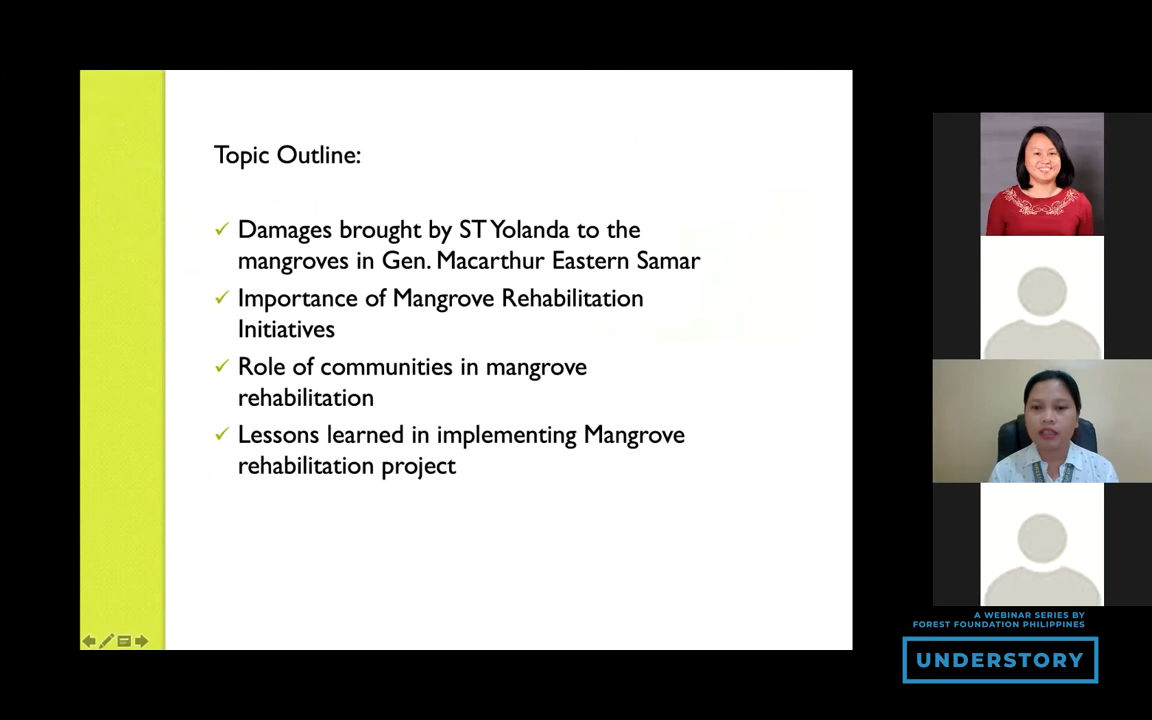 Topic Outline:
Damages brought by ST Yolanda to the
mangroves in Gen. Macarthur Eastern Samar
Importance of Mangrove Rehabilitation
Initiatives
Role of communities in mangrove
rehabilitation
Lessons learned in implementing Mangrove
rehabilitation project
A WEBINAR SERIES BY
FOREST FOUNDATION PHILIPPINES
UNDERSTORY